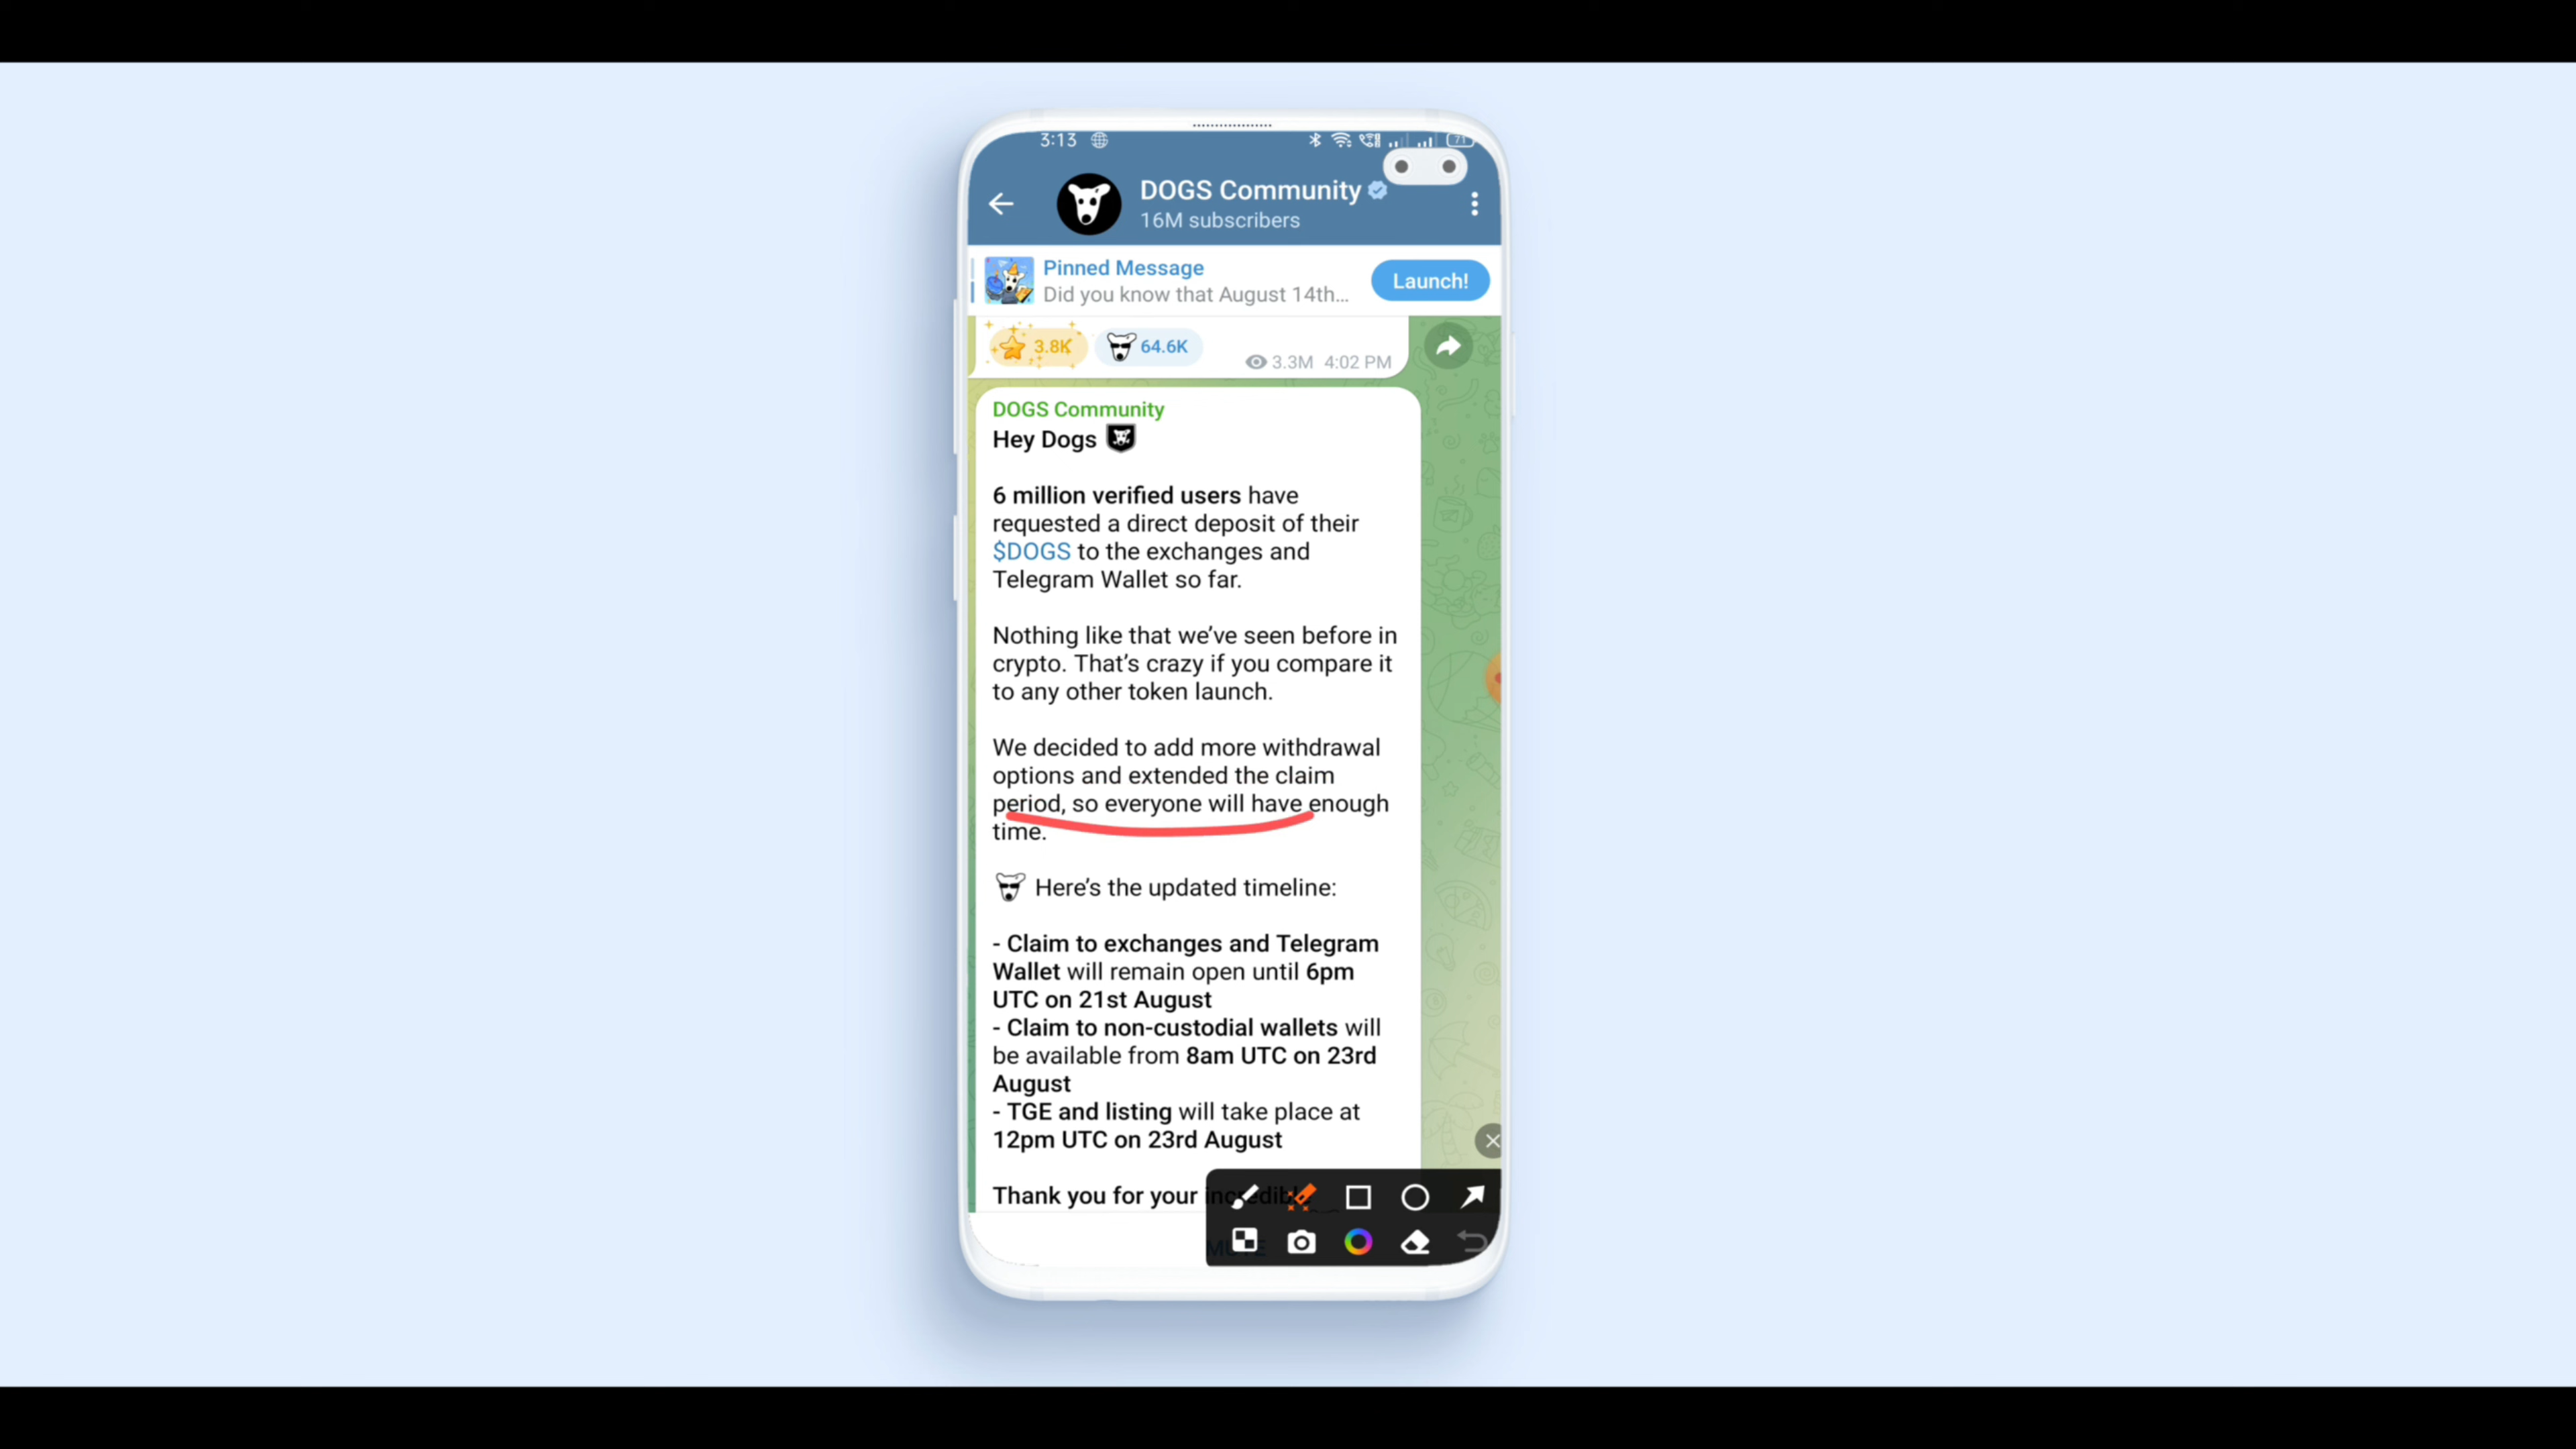 3:13
71
DOGS Community
16M subscribers
Pinned Message
Did you know that August 14th...
Launch!
3.8K
64.6K
3.3M 4:02 PM
DOGS Community
Hey Dogs
6 million verified users have
requested a direct deposit of their
$DOGS to the exchanges and
Telegram Wallet so far.
Nothing like that we've seen before in
crypto. That's crazy if you compare it
to any other token launch.
We decided to add more withdrawal
options and extended the claim
period, so everyone will have enough
time.
Here's the updated timeline:
- Claim to exchanges and Telegram
Wallet will remain open until 6pm
UTC on 21st August
- Claim to non-custodial wallets will
be available from 8am UTC on 23rd
August
- TGE and listing will take place at
12pm UTC on 23rd August
Thank you for your incredible
MUTE